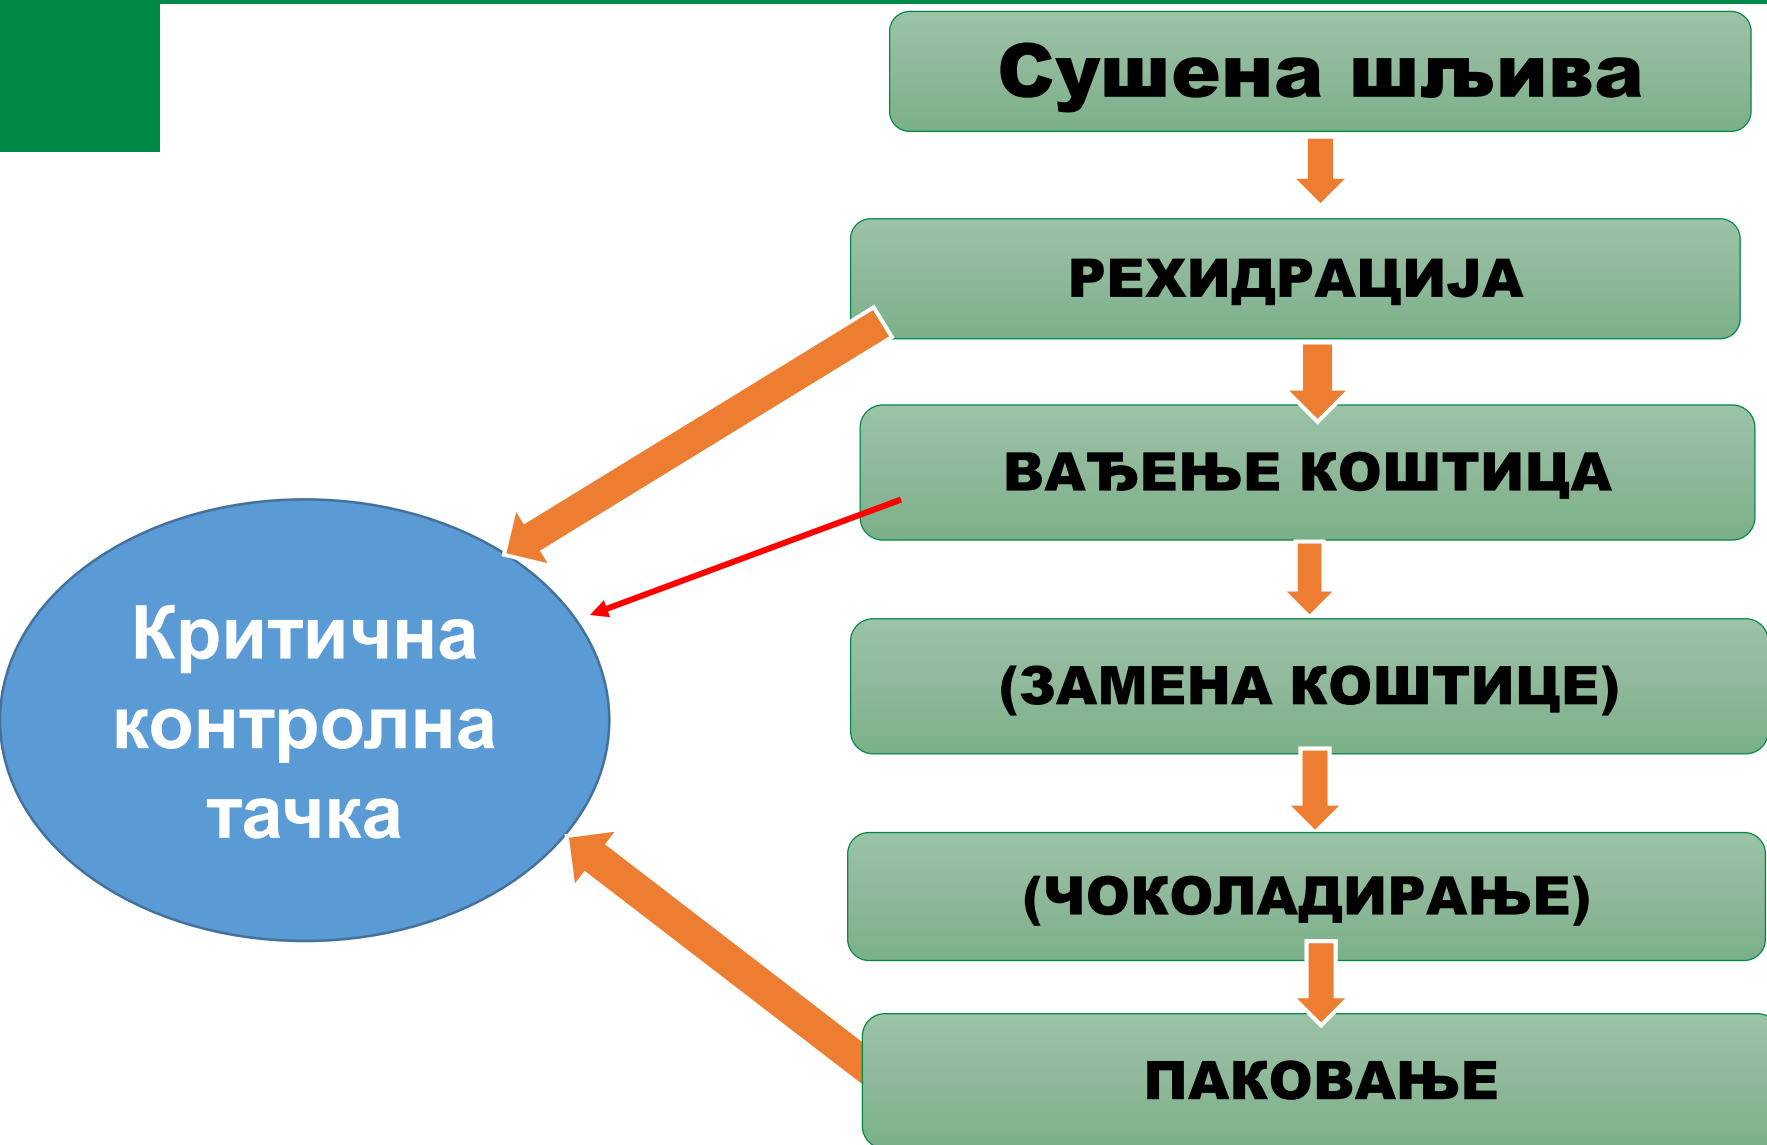 Сушена шљива
РЕХИДРАЦИЈА
ВАЂЕЊЕ КОШТИЦА
(ЗАМЕНА КОШТИЦЕ)
(ЧОКОЛАДИРАЊЕ)
ПАКОВАЊЕ
Критична
контролна
тачка